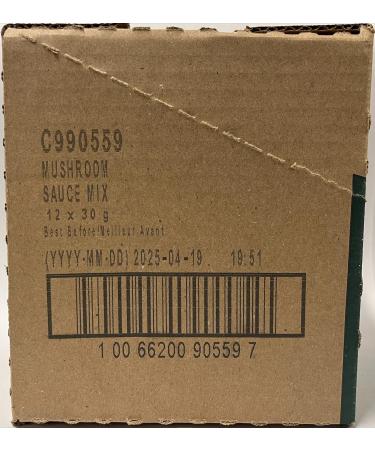 C990559
MUSHROOM
SAUCE MIX
12 x 30 g
Best Before/Meilleur Avant
(YYYY-MM-DD) 2025-04-19 19:51
1 00 66200 90559 7